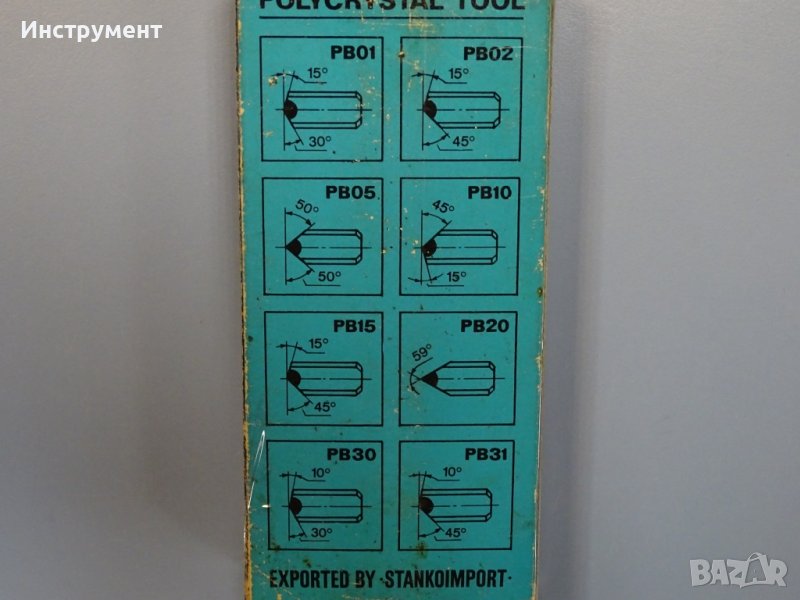 Инструмент
POLYCRYSTAL TOOL
PB01
15°
30°
PB02
15°
45°
PB05
50°
50°
PB10
45°
15°
PB15
15°
45°
PB20
59°
PB30
10°
30°
PB31
10°
45°
EXPORTED BY ·STANKOIMPORT·
BAZAR